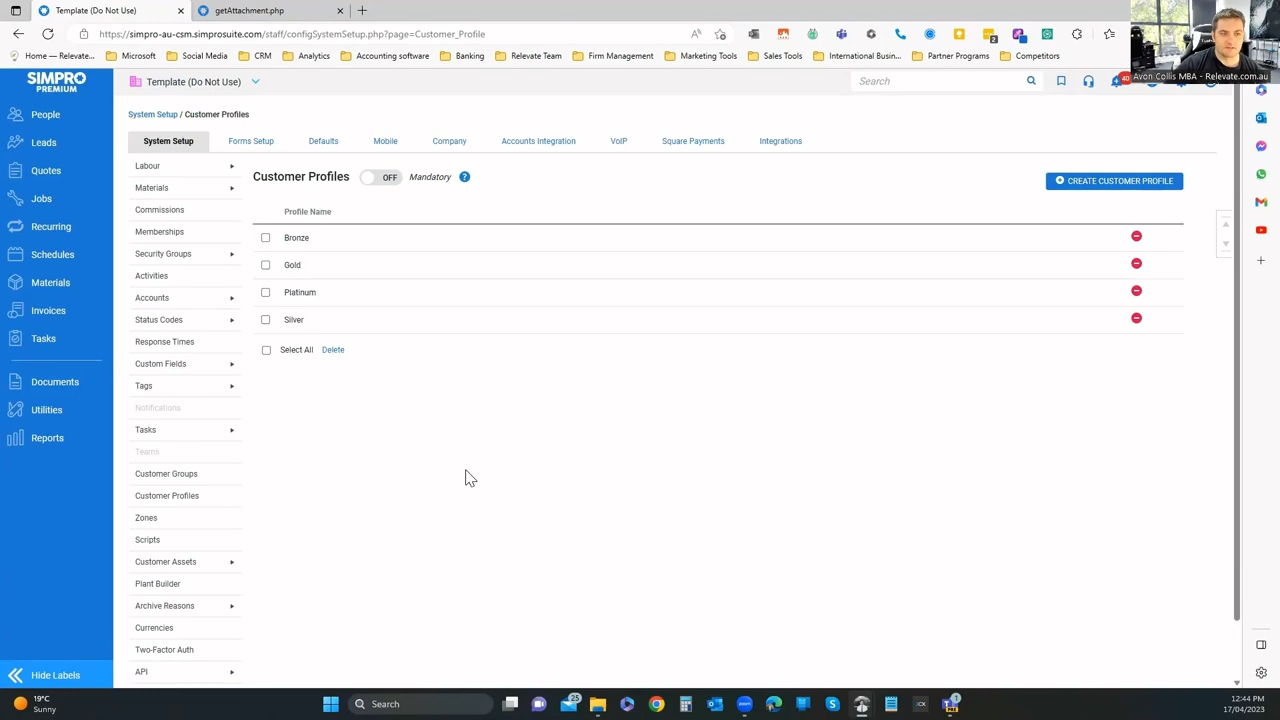 Template (Do Not Use)
getAttachment.php
https://simpro-au-csm.simprosuite.com/staff/configSystemSetup.php?page=Customer_Profile
Home — Relevate...
Microsoft
Social Media
CRM
Analytics
Accounting software
Banking
Relevate Team
Firm Management
Marketing Tools
Sales Tools
International Busin...
Partner Programs
Competitors
Avon Collis MBA - Relevate.com.au
SIMPRO
PREMIUM
Template (Do Not Use)
Search
40
People
Leads
Quotes
Jobs
Recurring
Schedules
Materials
Invoices
Tasks
Documents
Utilities
Reports
Hide Labels
System Setup / Customer Profiles
System Setup
Forms Setup
Defaults
Mobile
Company
Accounts Integration
VoIP
Square Payments
Integrations
Labour
Materials
Commissions
Memberships
Security Groups
Activities
Accounts
Status Codes
Response Times
Custom Fields
Tags
Notifications
Tasks
Teams
Customer Groups
Customer Profiles
Zones
Scripts
Customer Assets
Plant Builder
Archive Reasons
Currencies
Two-Factor Auth
API
Customer Profiles OFF Mandatory ?
CREATE CUSTOMER PROFILE
Profile Name
Bronze
Gold
Platinum
Silver
Select All Delete
19°C
Sunny
Search
25
1
12:44 PM
17/04/2023